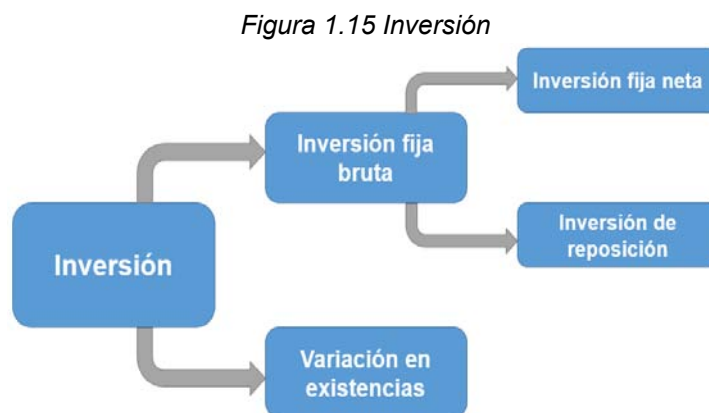 Figura 1.15 Inversión
Inversión fija neta
Inversión fija
bruta
Inversión de
reposición
Inversión
Variación en
existencias